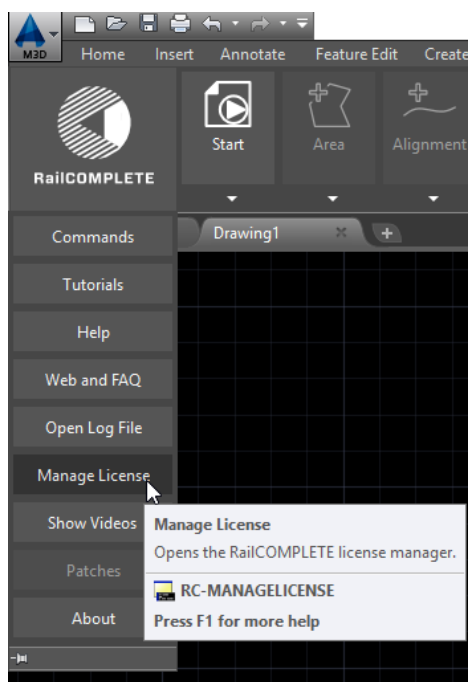 M3D
Home Insert Annotate Feature Edit Create
Start Area Alignment
RailCOMPLETE
Drawing1
Commands
Tutorials
Help
Web and FAQ
Open Log File
Manage License
Show Videos
Manage License
Opens the RailCOMPLETE license manager.
Patches
RC-MANAGELICENSE
About
Press F1 for more help